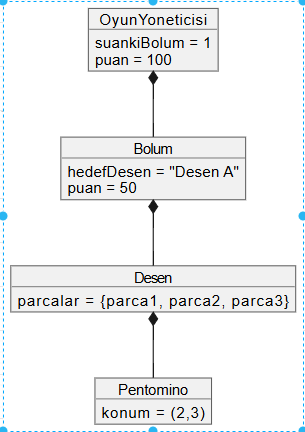 OyunYoneticisi
suankiBolum = 1
puan = 100
Bolum
hedefDesen = "Desen A"
puan = 50
Desen
parcalar = {parca1, parca2, parca3}
Pentomino
konum = (2,3)